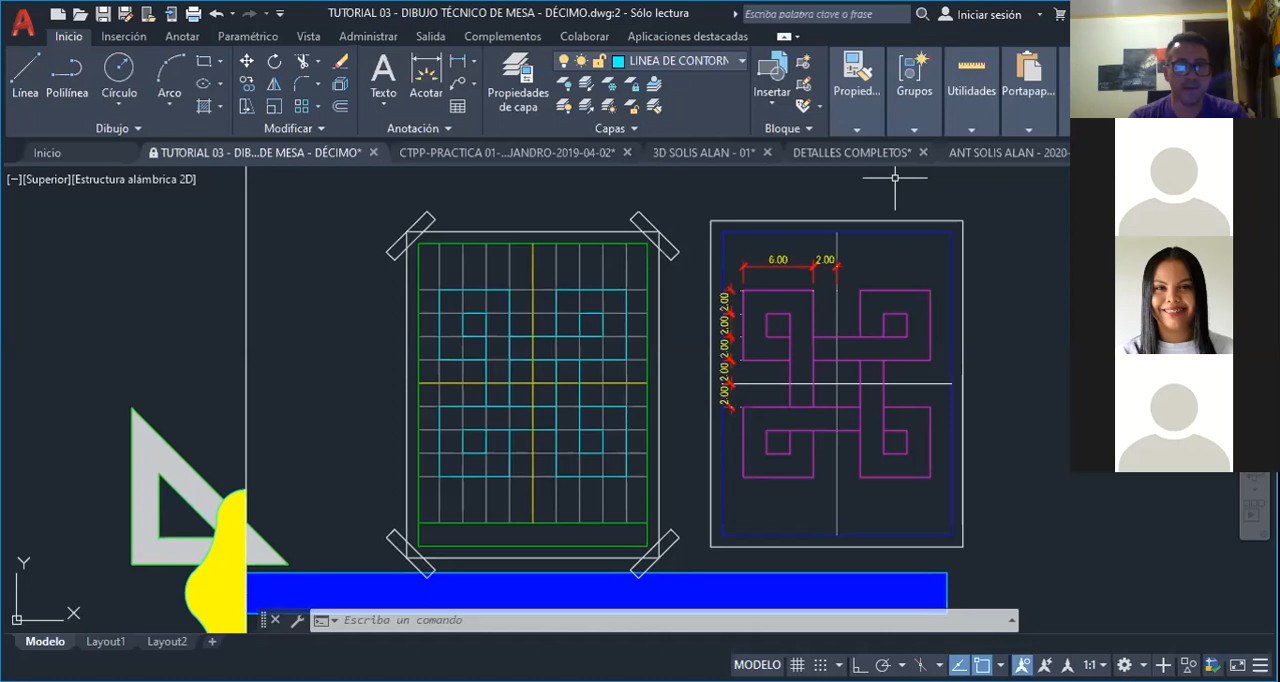 TUTORIAL 03 - DIBUJO TÉCNICO DE MESA - DÉCIMO.dwg:2 - Sólo lectura
Escriba palabra clave o frase
Iniciar sesión
Inicio Inserción Anotar Paramétrico Vista Administrar Salida Complementos Colaborar Aplicaciones destacadas
Línea Polilínea Círculo Arco
Texto Acotar
Propiedades de capa
LINEA DE CONTORN
Insertar
Propied... Grupos Utilidades Portapap...
Dibujo Modificar Anotación Capas Bloque
Inicio
TUTORIAL 03 - DIB...DE MESA - DÉCIMO*
CTPP-PRACTICA 01-...JANDRO-2019-04-02*
3D SOLIS ALAN - 01*
DETALLES COMPLETOS*
ANT SOLIS ALAN - 2020-
[−][Superior][Estructura alámbrica 2D]
6.00 2.00
2.00
2.00
2.00
2.00
2.00
Y
X
Escriba un comando
Modelo Layout1 Layout2 +
MODELO
1:1